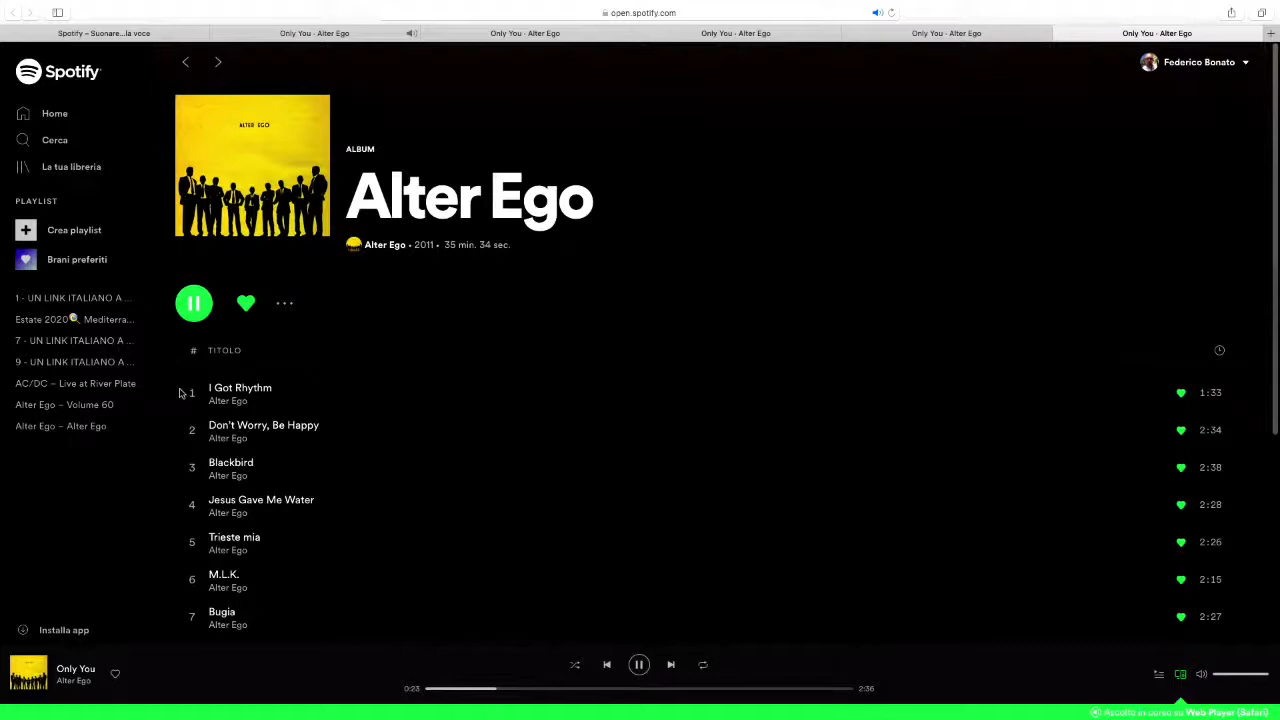 open.spotify.com
Spotify – Suonare...la voce
Only You · Alter Ego
Only You · Alter Ego
Only You · Alter Ego
Only You · Alter Ego
Only You · Alter Ego
Spotify
Federico Bonato
Home
Cerca
La tua libreria
PLAYLIST
Crea playlist
Brani preferiti
1 - UN LINK ITALIANO A ...
Estate 2020 Mediterra...
7 - UN LINK ITALIANO A ...
9 - UN LINK ITALIANO A ...
AC/DC – Live at River Plate
Alter Ego – Volume 60
Alter Ego – Alter Ego
Installa app
ALTER EGO
ALBUM
Alter Ego
Alter Ego • 2011 • 35 min. 34 sec.
# TITOLO
1 I Got Rhythm 1:33
Alter Ego
2 Don't Worry, Be Happy 2:34
Alter Ego
3 Blackbird 2:38
Alter Ego
4 Jesus Gave Me Water 2:28
Alter Ego
5 Trieste mia 2:26
Alter Ego
6 M.L.K. 2:15
Alter Ego
7 Bugia 2:27
Alter Ego
Only You
Alter Ego
0:23 2:36
Ascolto in corso su Web Player (Safari)